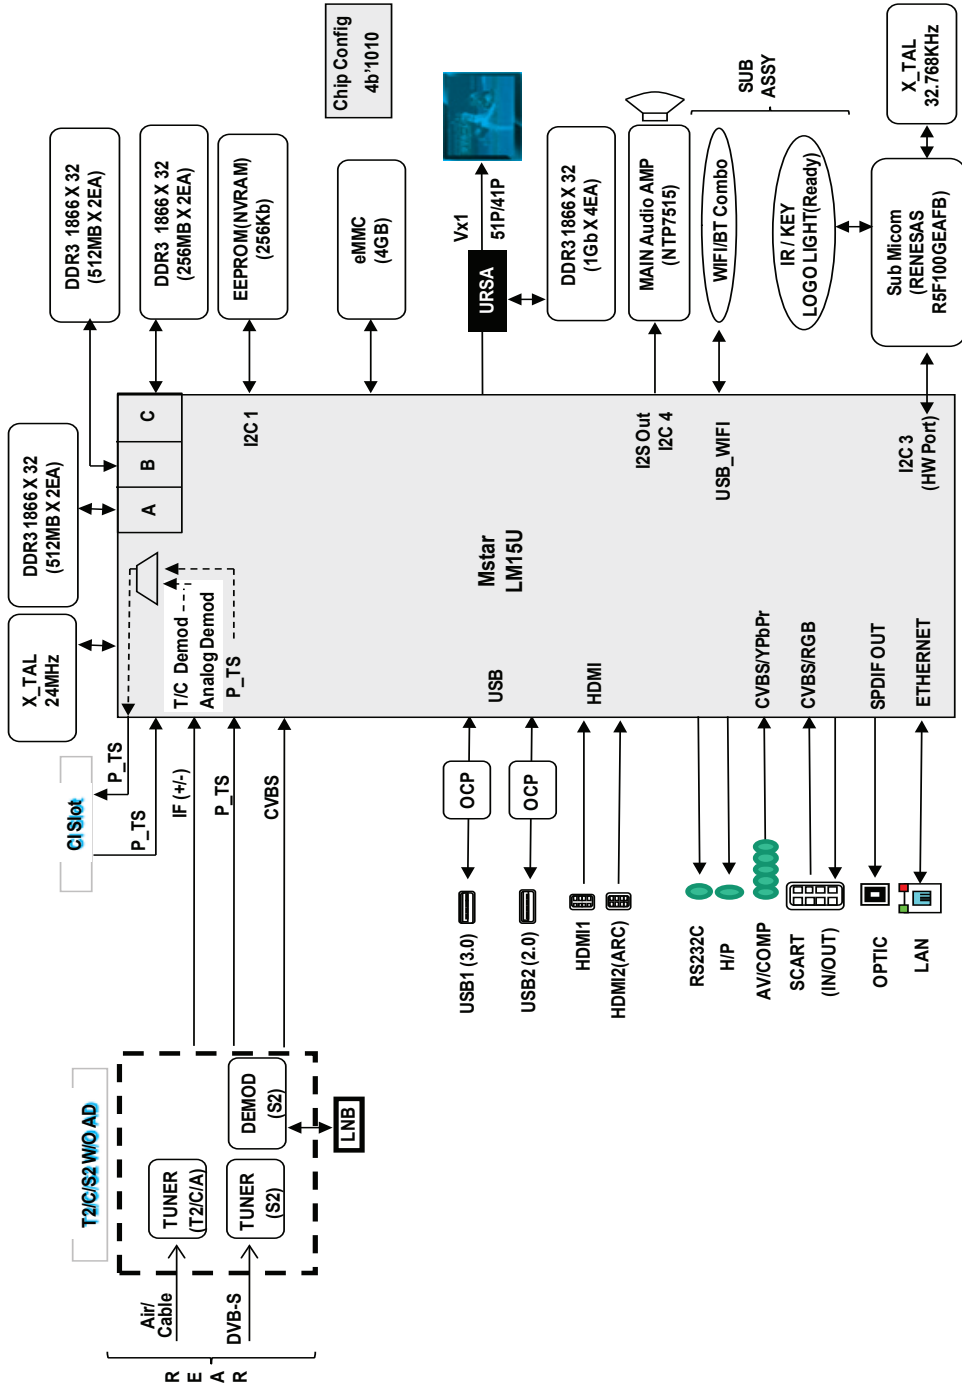 R
E
A
R
Air/
Cable
DVB-S
T2/C/S2 W/O AD
TUNER
(T2/C/A)
TUNER
(S2)
DEMOD
(S2)
LNB
CI Slot
P_TS
P_TS
IF (+/-)
P_TS
CVBS
USB1 (3.0)
OCP
USB2 (2.0)
OCP
HDMI1
HDMI2(ARC)
RS232C
H/P
AV/COMP
SCART
(IN/OUT)
OPTIC
LAN
X_TAL
24MHz
DDR3 1866 X 32
(512MB X 2EA)
T/C Demod
Analog Demod
P_TS
A
B
C
I2C 1
USB
HDMI
Mstar
LM15U
CVBS/YPbPr
CVBS/RGB
SPDIF OUT
ETHERNET
I2S Out
I2C 4
USB_WIFI
I2C 3
(HW Port)
DDR3 1866 X 32
(512MB X 2EA)
DDR3 1866 X 32
(256MB X 2EA)
EEPROM(NVRAM)
(256Kb)
eMMC
(4GB)
Chip Config
4b'1010
URSA
Vx1
51P/41P
DDR3 1866 X 32
(1Gb X 4EA)
MAIN Audio AMP
(NTP7515)
WIFI/BT Combo
IR / KEY
LOGO LIGHT(Ready)
SUB
ASSY
Sub Micom
(RENESAS
R5F100GEAFB)
X_TAL
32.768KHz